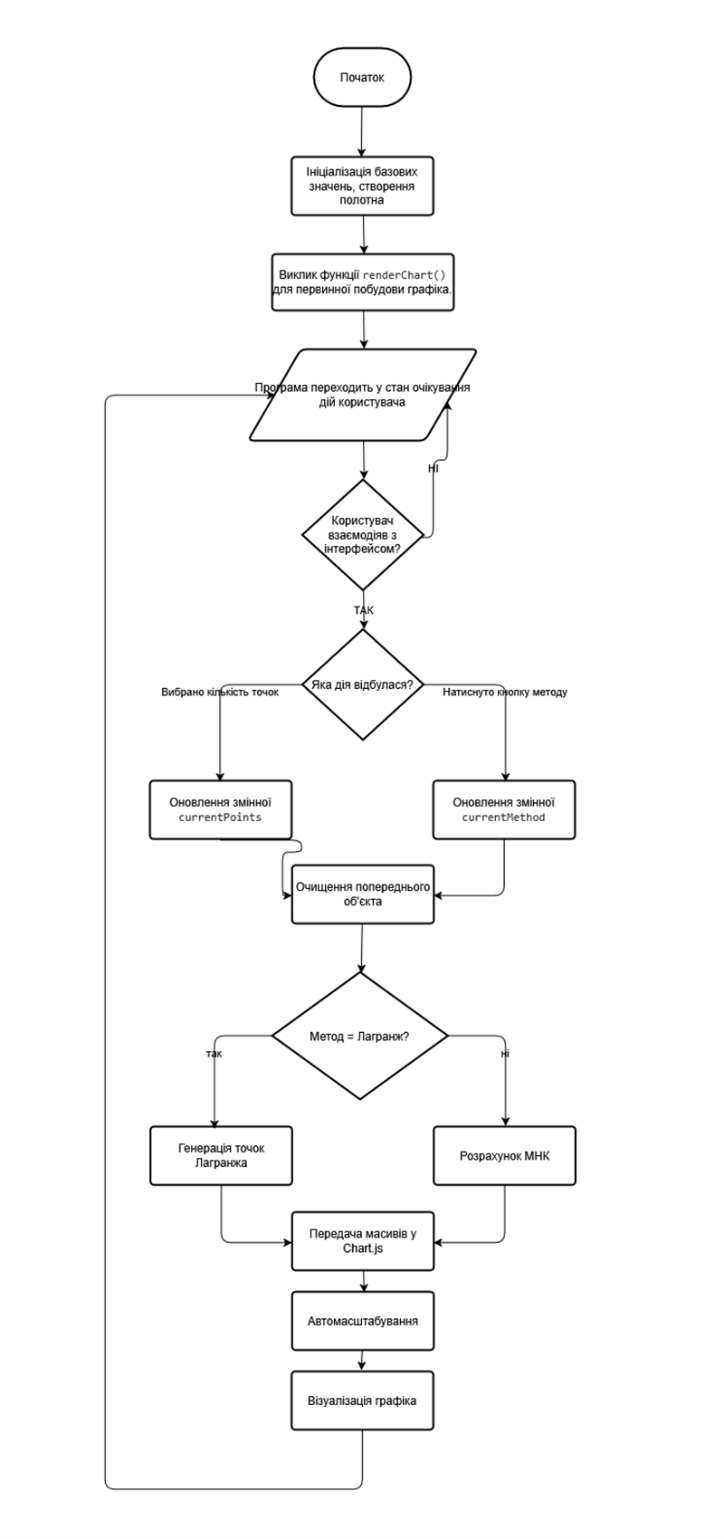 Початок
Ініціалізація базових
значень, створення
полотна
Виклик функції renderChart()
для первинної побудови графіка.
Програма переходить у стан очікування
дій користувача
НІ
Користувач
взаємодіяв з
інтерфейсом?
ТАК
Яка дія відбулася?
Вибрано кількість точок
Натиснуто кнопку методу
Оновлення змінної
currentPoints
Оновлення змінної
currentMethod
Очищення попереднього
об'єкта
Метод = Лагранж?
так
ні
Генерація точок
Лагранжа
Розрахунок МНК
Передача масивів у
Chart.js
Автомасштабування
Візуалізація графіка